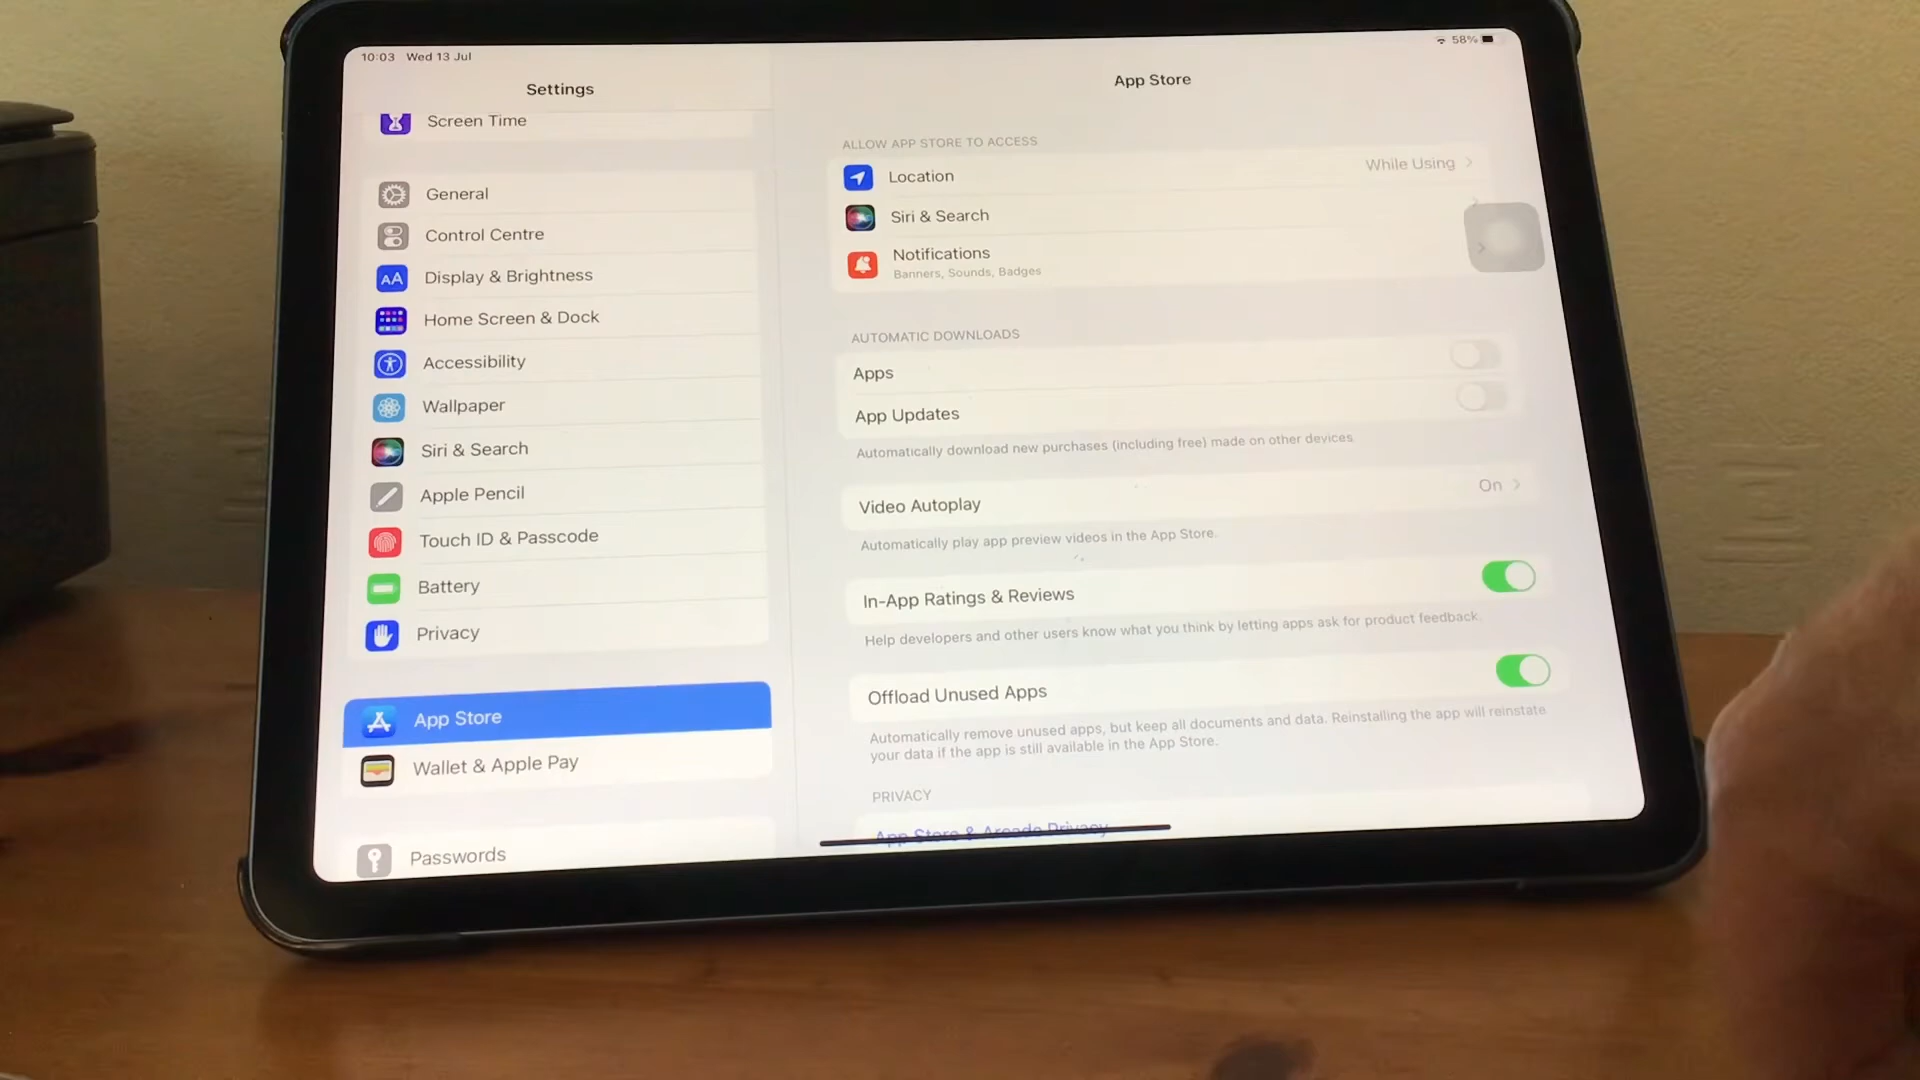 10:03 Wed 13 Jul
58%
Settings
Screen Time
General
Control Centre
AA Display & Brightness
Home Screen & Dock
Accessibility
Wallpaper
Siri & Search
Apple Pencil
Touch ID & Passcode
Battery
Privacy
App Store
Wallet & Apple Pay
Passwords
App Store
ALLOW APP STORE TO ACCESS
Location While Using
Siri & Search
Notifications
Banners, Sounds, Badges
AUTOMATIC DOWNLOADS
Apps
App Updates
Automatically download new purchases (including free) made on other devices.
Video Autoplay On
Automatically play app preview videos in the App Store.
In-App Ratings & Reviews
Help developers and other users know what you think by letting apps ask for product feedback.
Offload Unused Apps
Automatically remove unused apps, but keep all documents and data. Reinstalling the app will reinstate
your data if the app is still available in the App Store.
PRIVACY
App Store & Arcade Privacy